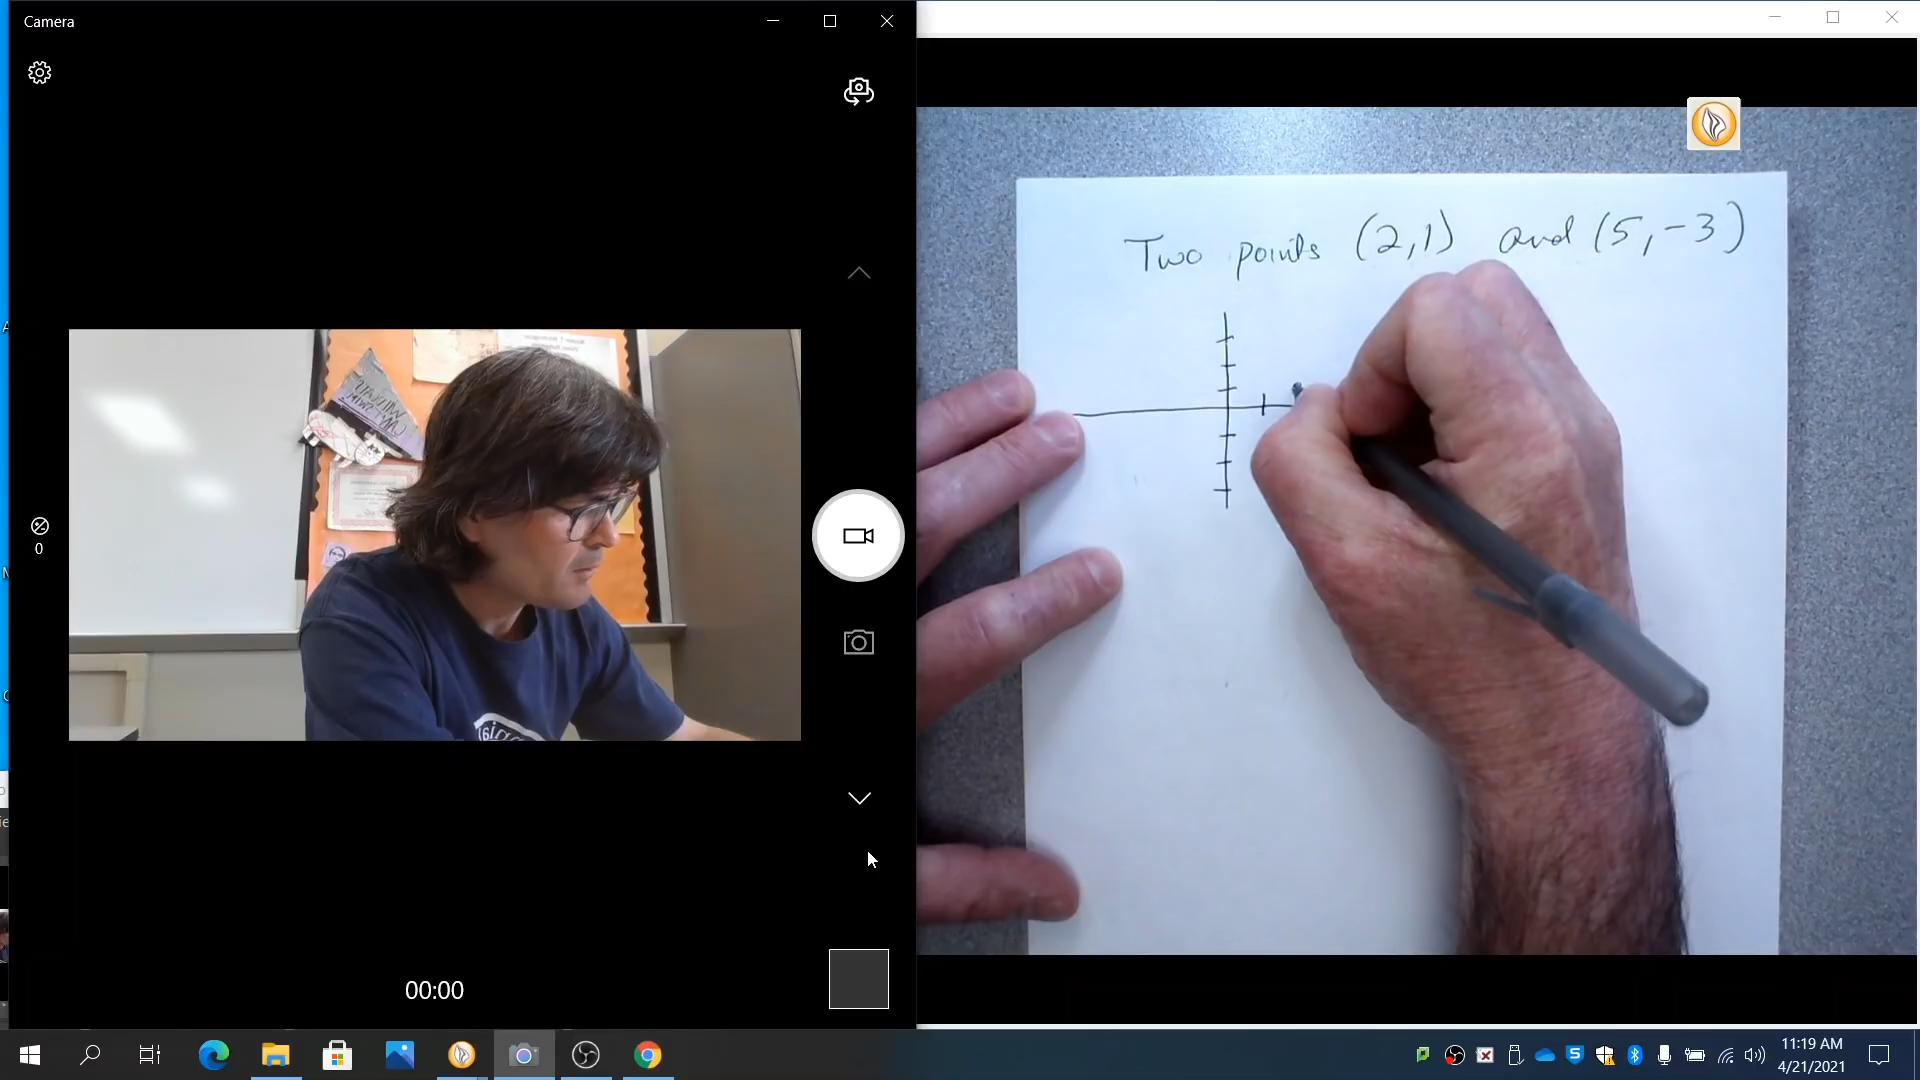 Camera
Two points (2,1) and (5,-3)
0
00:00
11:19 AM
4/21/2021